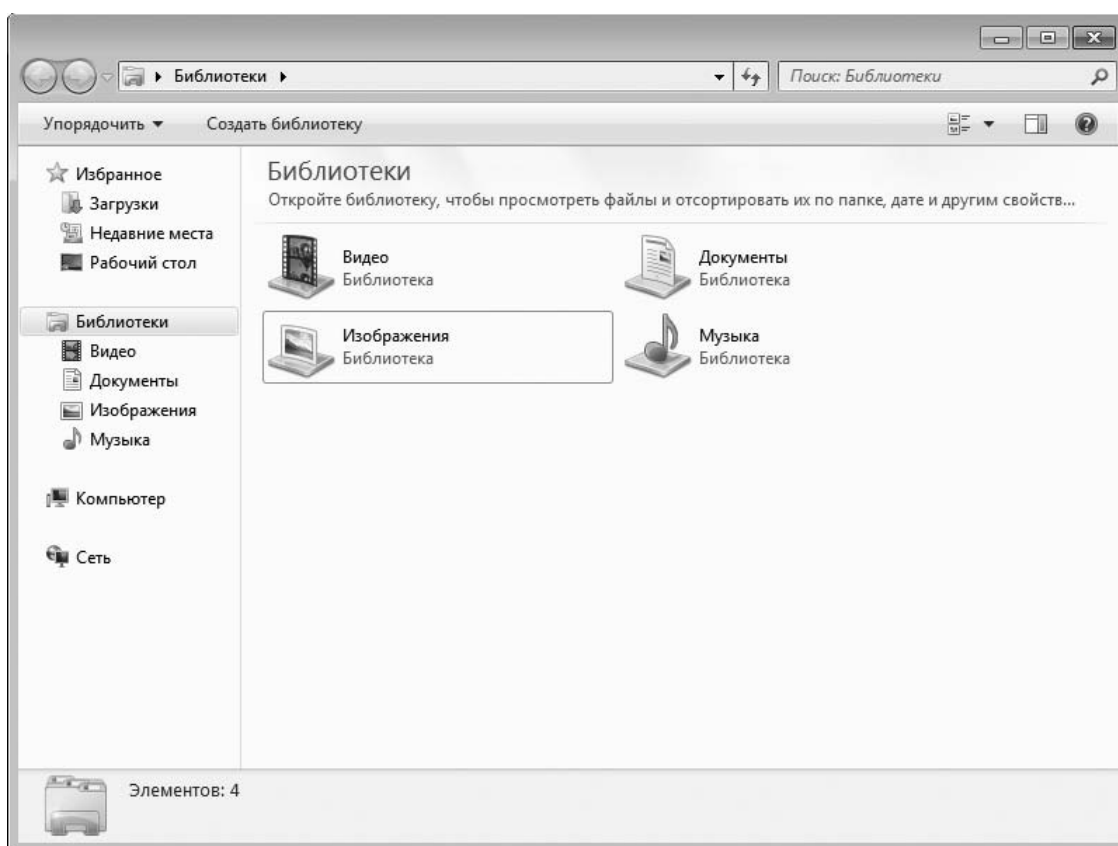 Библиотеки
Поиск: Библиотеки
Упорядочить
Создать библиотеку
Избранное
Загрузки
Недавние места
Рабочий стол
Библиотеки
Видео
Документы
Изображения
Музыка
Компьютер
Сеть
Библиотеки
Откройте библиотеку, чтобы просмотреть файлы и отсортировать их по папке, дате и другим свойств...
Видео
Библиотека
Документы
Библиотека
Изображения
Библиотека
Музыка
Библиотека
Элементов: 4